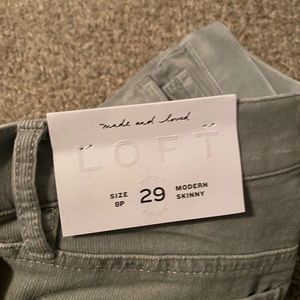 made and loved
LOFT
SIZE 8P 29 MODERN SKINNY